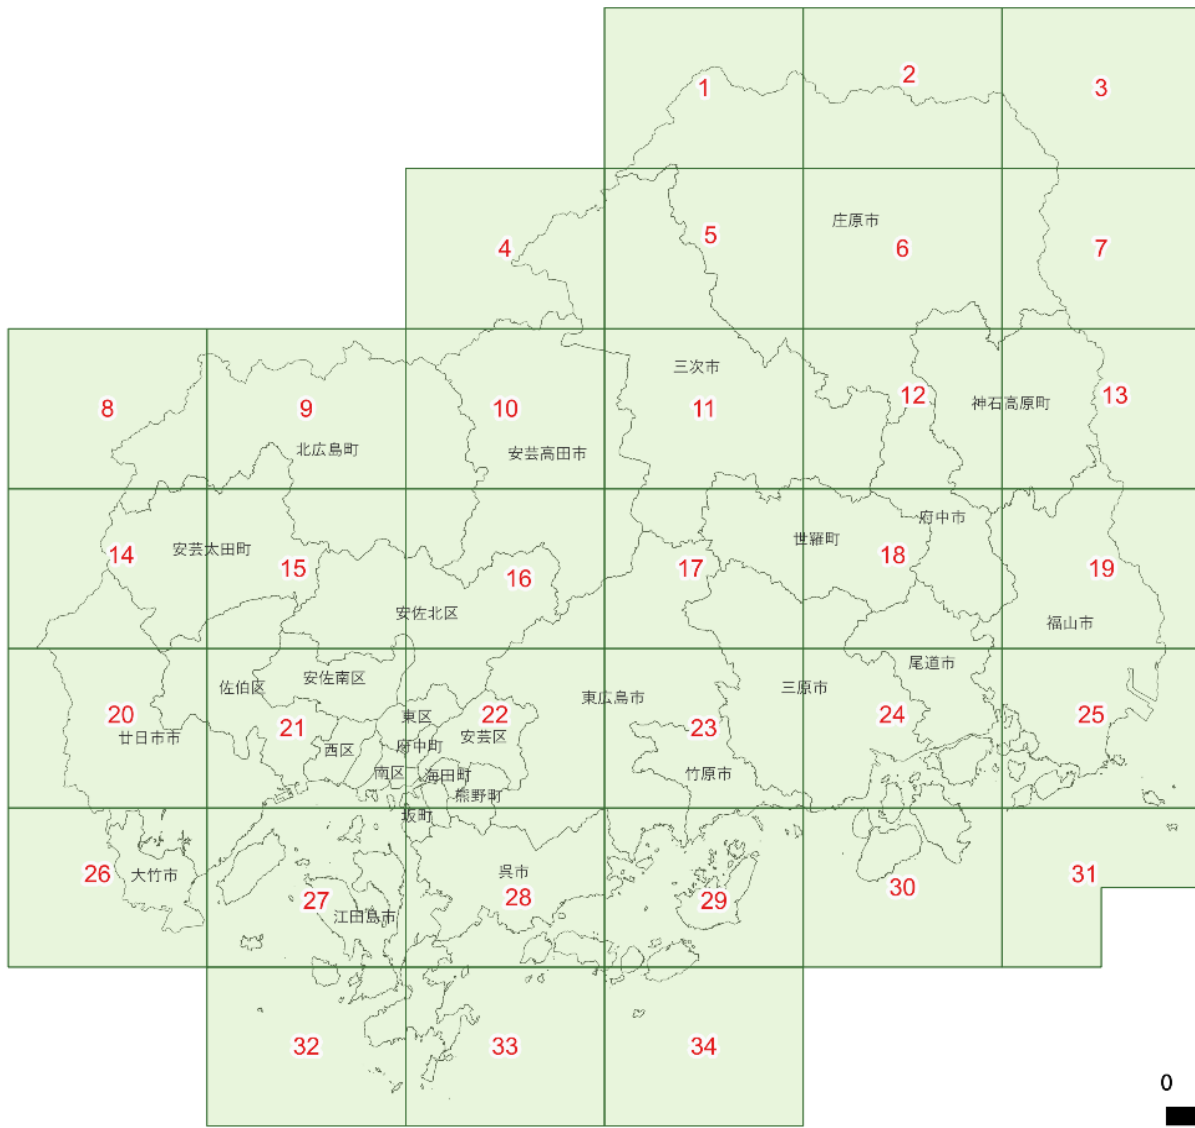 1
2
3
4
5
庄原市
6
7
8
9
北広島町
10
安芸高田市
三次市
11
12
神石高原町
13
14
安芸太田町
15
16
安佐北区
17
世羅町
18
府中市
19
福山市
20
廿日市市
佐伯区
安佐南区
21
西区
東区
府中町
南区
海田町
22
安芸区
熊野町
坂町
東広島市
23
竹原市
三原市
24
尾道市
25
26
大竹市
27
江田島市
呉市
28
29
30
31
32
33
34
0